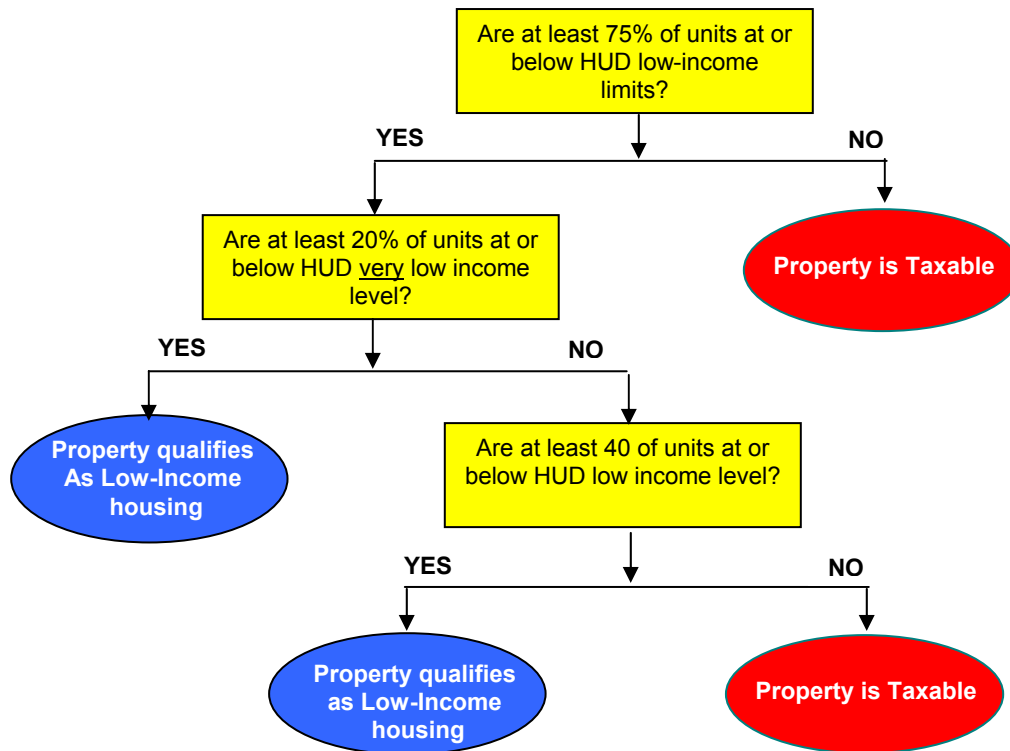 Are at least 75% of units at or
below HUD low-income
limits?
YES
NO
Are at least 20% of units at or
below HUD very low income
level?
Property is Taxable
YES
NO
Property qualifies
As Low-Income
housing
Are at least 40 of units at or
below HUD low income level?
YES
NO
Property qualifies
as Low-Income
housing
Property is Taxable